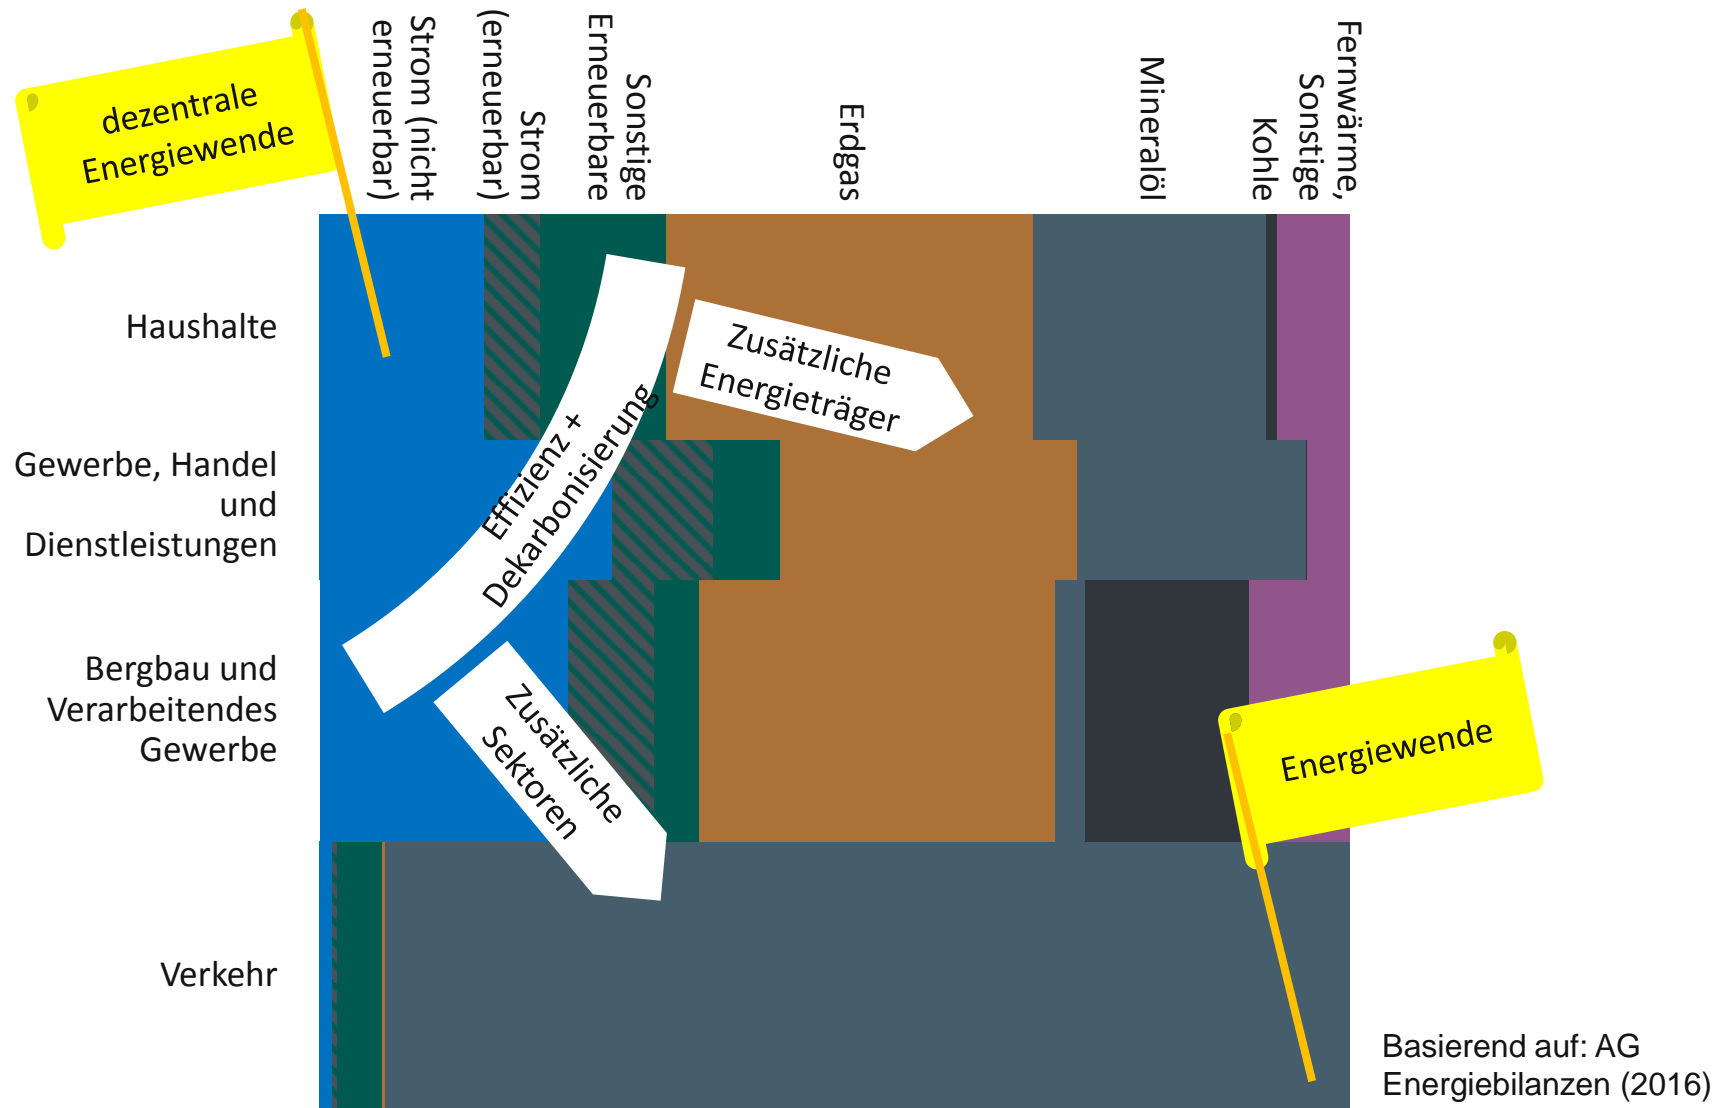 dezentrale
Energiewende
Strom (nicht
erneuerbar)
Strom
(erneuerbar)
Sonstige
Erneuerbare
Erdgas
Mineralöl
Kohle
Fernwärme,
Sonstige
Haushalte
Gewerbe, Handel
und
Dienstleistungen
Bergbau und
Verarbeitendes
Gewerbe
Verkehr
Zusätzliche
Energieträger
Effizienz +
Dekarbonisierung
Zusätzliche
Sektoren
Energiewende
Basierend auf: AG
Energiebilanzen (2016)